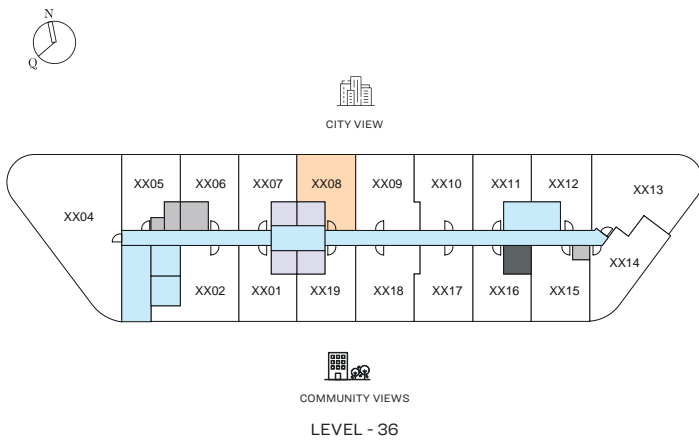 N
Q
CITY VIEW
XX05 XX06 XX07 XX08 XX09 XX10 XX11 XX12 XX13
XX04
XX14
XX02 XX01 XX19 XX18 XX17 XX16 XX15
COMMUNITY VIEWS
LEVEL - 36